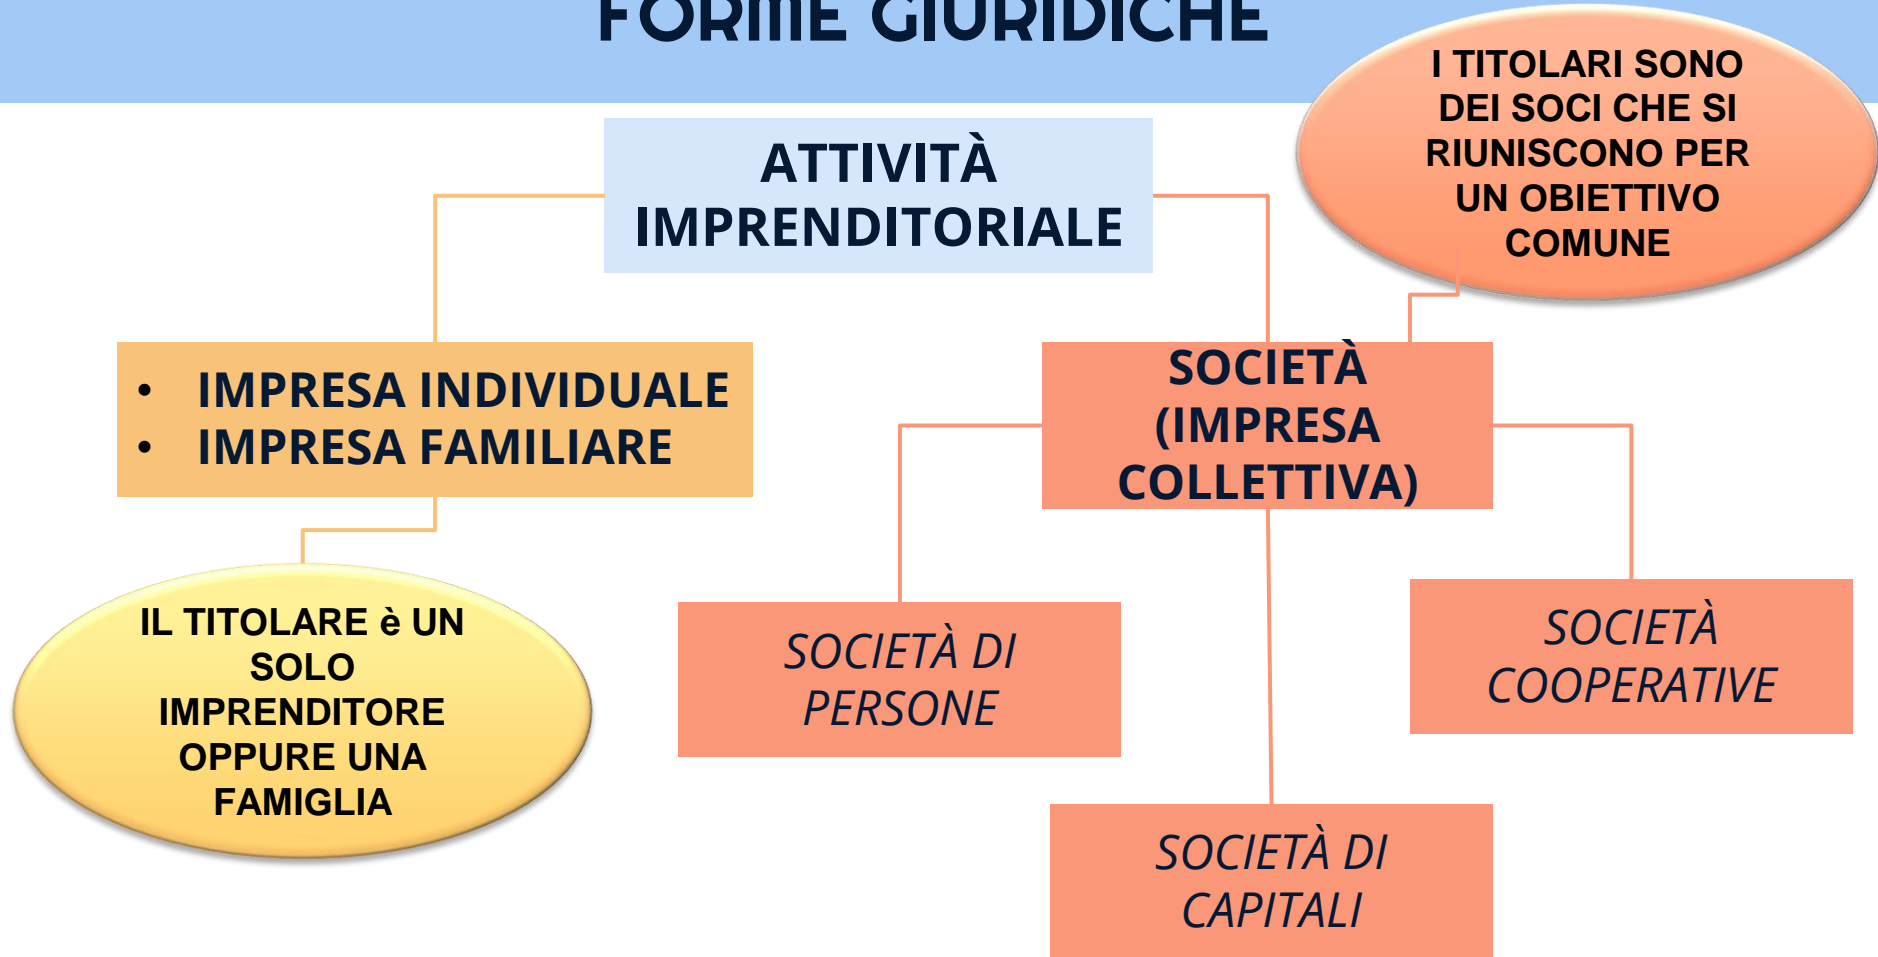 FORME GIURIDICHE
I TITOLARI SONO
DEI SOCI CHE SI
RIUNISCONO PER
UN OBIETTIVO
COMUNE
ATTIVITÀ
IMPRENDITORIALE
• IMPRESA INDIVIDUALE
• IMPRESA FAMILIARE
SOCIETÀ
(IMPRESA
COLLETTIVA)
IL TITOLARE è UN
SOLO
IMPRENDITORE
OPPURE UNA
FAMIGLIA
SOCIETÀ DI
PERSONE
SOCIETÀ
COOPERATIVE
SOCIETÀ DI
CAPITALI